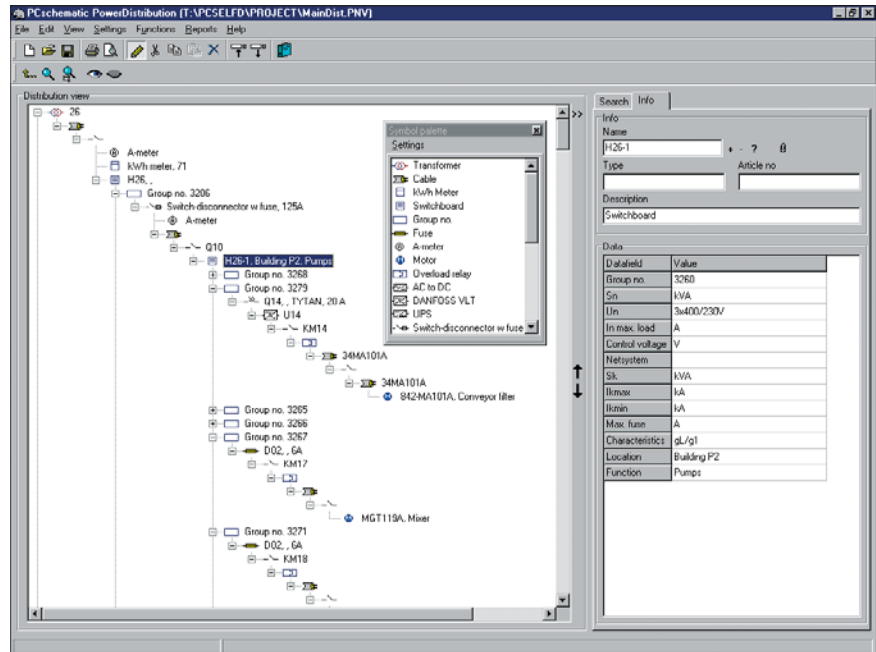 PCschematic PowerDistribution (T:\PCSELFD\PROJECT\MainDist.PNV)
File Edit View Settings Functions Reports Help
Distribution view
26
A-meter
kWh meter, 71
H26, ,
Group no. 3206
Switch-disconnector w fuse, 125A
A-meter
Q10
H26-1, Building P2, Pumps
Group no. 3268
Group no. 3279
Q14, , TYTAN, 20 A
U14
KM14
34MA101A
34MA101A
842-MA101A, Conveyor filter
Group no. 3265
Group no. 3266
Group no. 3267
D02, , 6A
KM17
MGT119A, Mixer
Group no. 3271
D02, , 6A
KM18
Symbol palette
Settings
Transformer
Cable
kWh Meter
Switchboard
Group no.
Fuse
A-meter
Motor
Overload relay
AC to DC
DANFOSS VLT
UPS
Switch-disconnector w fuse
>>
Search Info
Info
Name
H26-1
+ - ?
Type Article no
Description
Switchboard
Data
Datafield Value
Group no. 3260
Sn kVA
Un 3x400/230V
In max. load A
Control voltage V
Netsystem
Sk kVA
Ikmax kA
Ikmin kA
Max. fuse A
Characteristics gL/g1
Location Building P2
Function Pumps